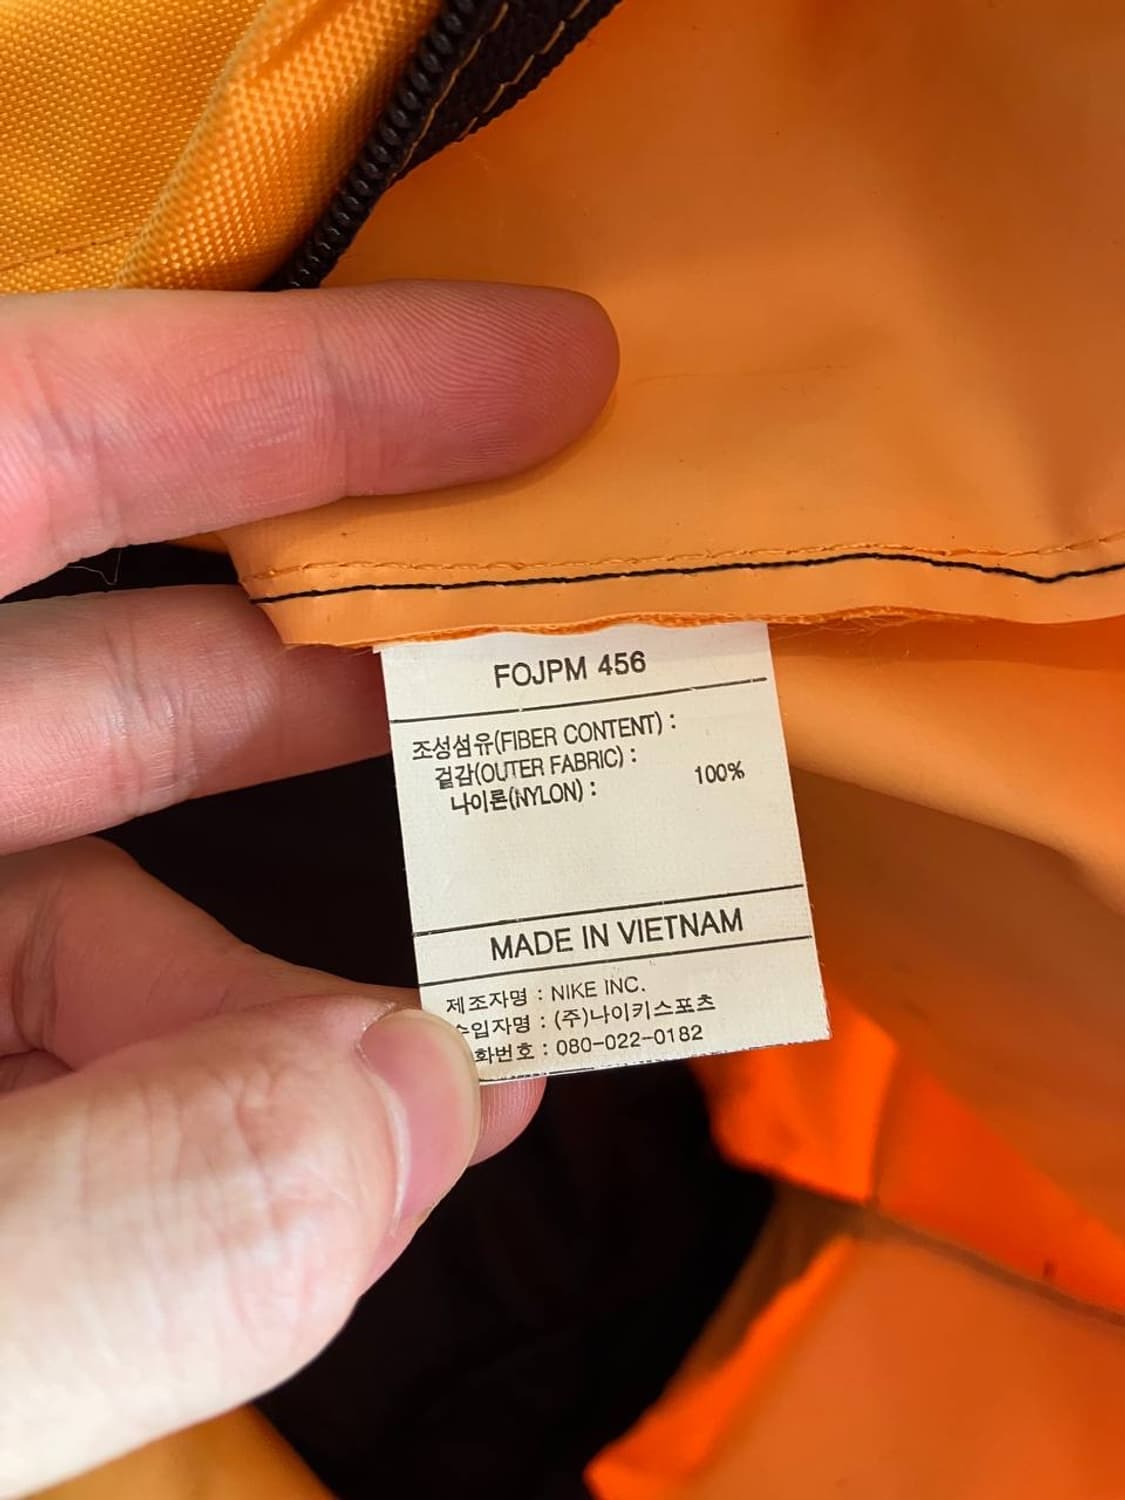 FOJPM 456
조성섬유(FIBER CONTENT) :
겉감(OUTER FABRIC) :
나이론(NYLON) : 100%
MADE IN VIETNAM
제조자명 : NIKE INC.
수입자명 : (주)나이키스포츠
화번호 : 080-022-0182